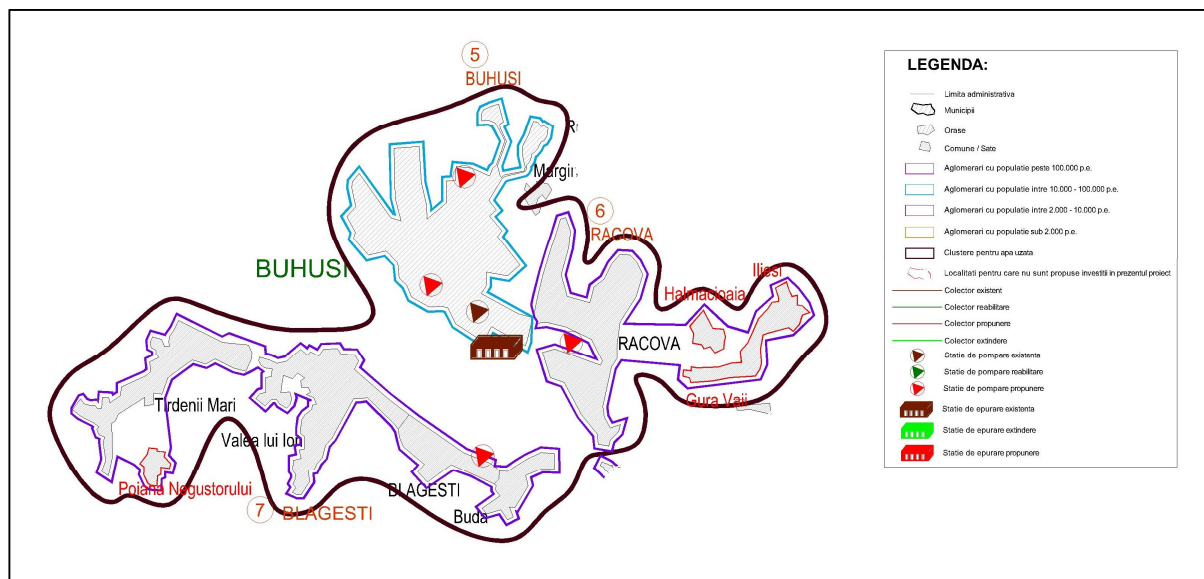 5
BUHUSI
Margin
6
RACOVA
BUHUSI
Iliesi
Halmacioaia
RACOVA
Gura Vaii
Tirdenii Mari
Valea lui Ion
Poiana Negustorului
7
BLAGESTI
BLAGESTI
Buda
LEGENDA:
Limita administrativa
Municipii
Orase
Comune / Sate
Aglomerari cu populatie peste 100.000 p.e.
Aglomerari cu populatie intre 10.000 - 100.000 p.e.
Aglomerari cu populatie intre 2.000 - 10.000 p.e.
Aglomerari cu populatie sub 2.000 p.e.
Clustere pentru apa uzata
Localitati pentru care nu sunt propuse investitii in prezentul proiect
Colector existent
Colector reabilitare
Colector propunere
Colector extindere
Statie de pompare existenta
Statie de pompare reabilitare
Statie de pompare propunere
Statie de epurare existenta
Statie de epurare extindere
Statie de epurare propunere